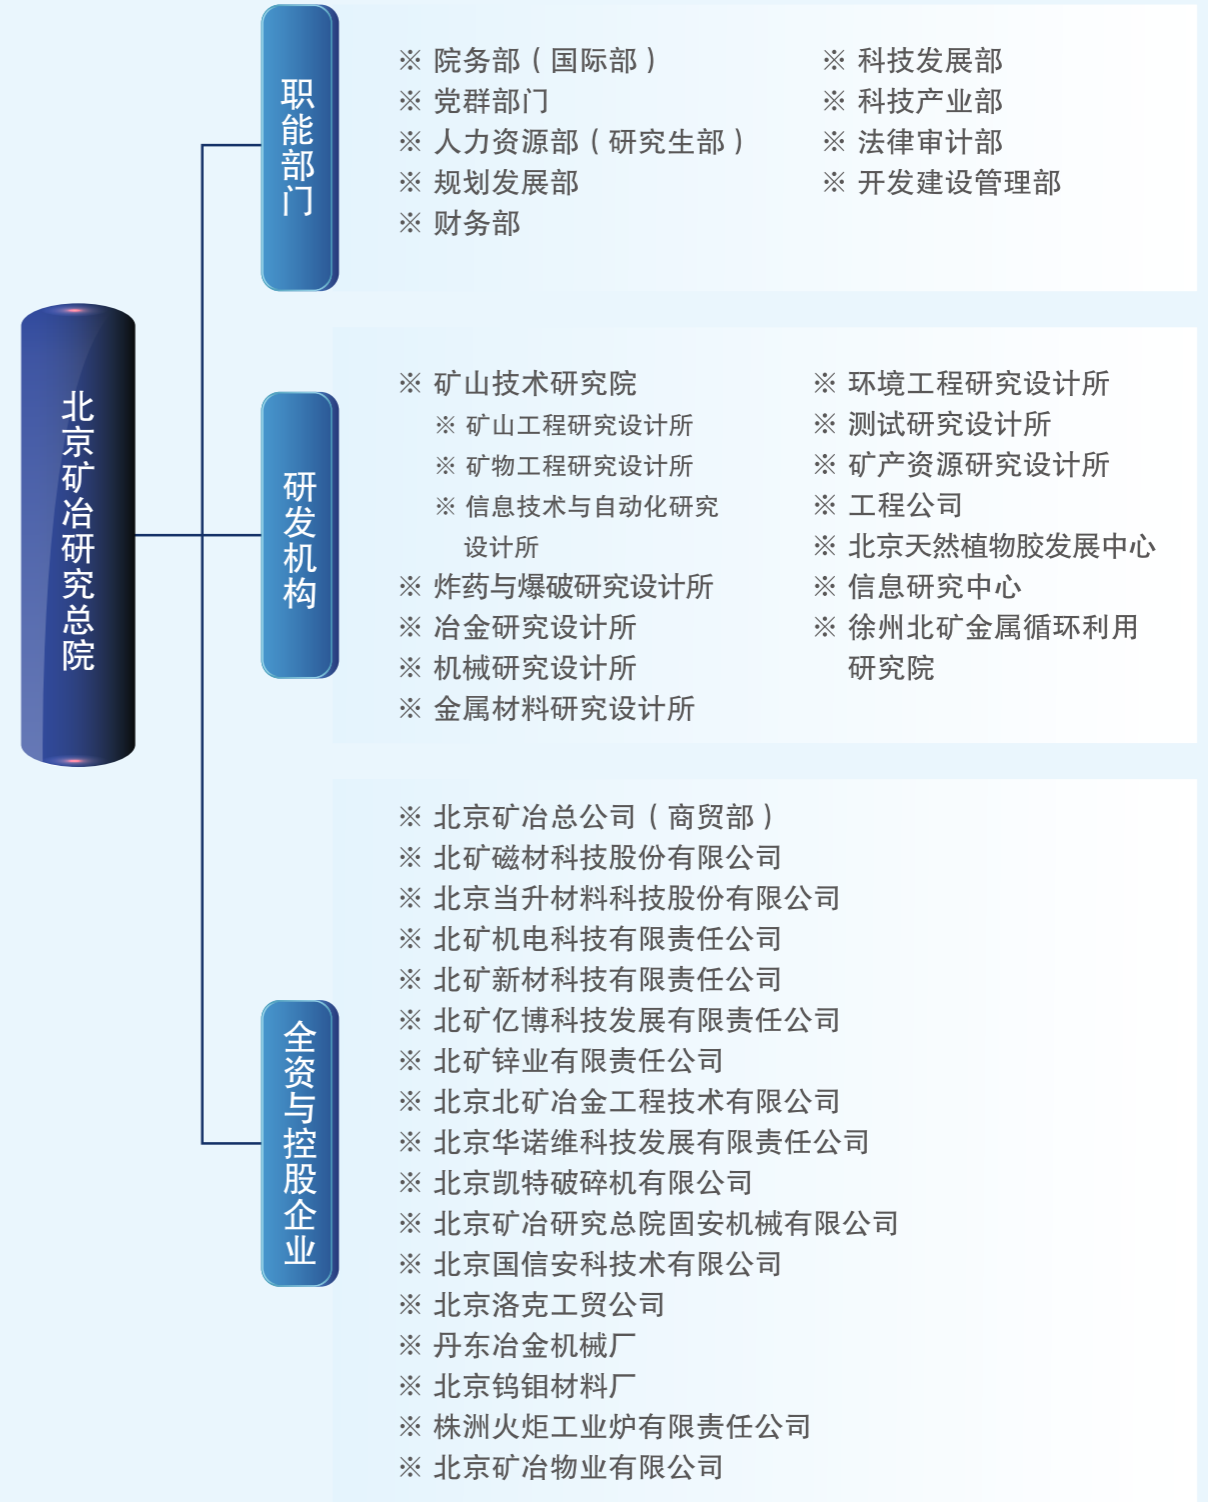 北京矿冶研究总院
职能部门
※ 院务部（国际部）
※ 党群部门
※ 人力资源部（研究生部）
※ 规划发展部
※ 财务部
※ 科技发展部
※ 科技产业部
※ 法律审计部
※ 开发建设管理部
研发机构
※ 矿山技术研究院
※ 矿山工程研究设计所
※ 矿物工程研究设计所
※ 信息技术与自动化研究
设计所
※ 炸药与爆破研究设计所
※ 冶金研究设计所
※ 机械研究设计所
※ 金属材料研究设计所
※ 环境工程研究设计所
※ 测试研究设计所
※ 矿产资源研究设计所
※ 工程公司
※ 北京天然植物胶发展中心
※ 信息研究中心
※ 徐州北矿金属循环利用
研究院
全资与控股企业
※ 北京矿冶总公司（商贸部）
※ 北矿磁材科技股份有限公司
※ 北京当升材料科技股份有限公司
※ 北矿机电科技有限责任公司
※ 北矿新材科技有限责任公司
※ 北矿亿博科技发展有限责任公司
※ 北矿锌业有限责任公司
※ 北京北矿冶金工程技术有限公司
※ 北京华诺维科技发展有限责任公司
※ 北京凯特破碎机有限公司
※ 北京矿冶研究总院固安机械有限公司
※ 北京国信安科技术有限公司
※ 北京洛克工贸公司
※ 丹东冶金机械厂
※ 北京钨钼材料厂
※ 株洲火炬工业炉有限责任公司
※ 北京矿冶物业有限公司